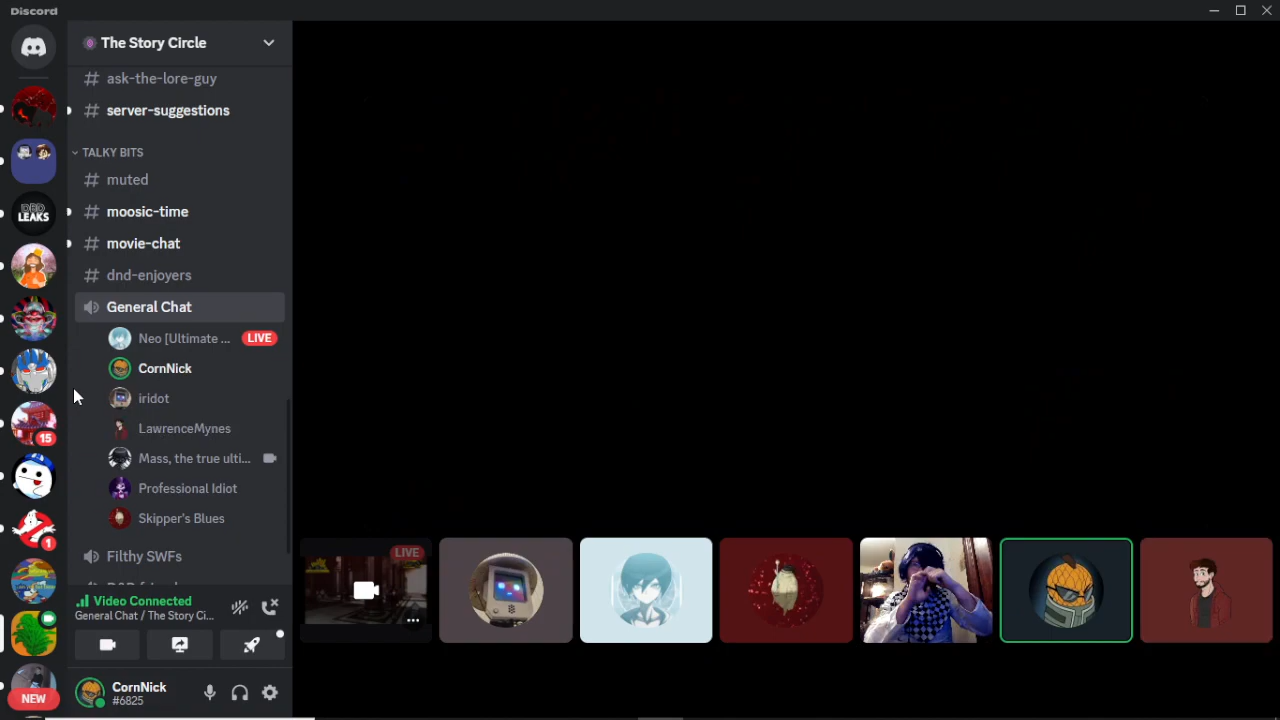 Discord
The Story Circle
ask-the-lore-guy
server-suggestions
TALKY BITS
muted
moosic-time
movie-chat
dnd-enjoyers
General Chat
Neo [Ultimate ...
LIVE
CornNick
iridot
LawrenceMynes
Mass, the true ulti...
Professional Idiot
Skipper's Blues
Filthy SWFs
DBD
LEAKS
15
1
NEW
Video Connected
General Chat / The Story Ci...
CornNick
#6825
LIVE